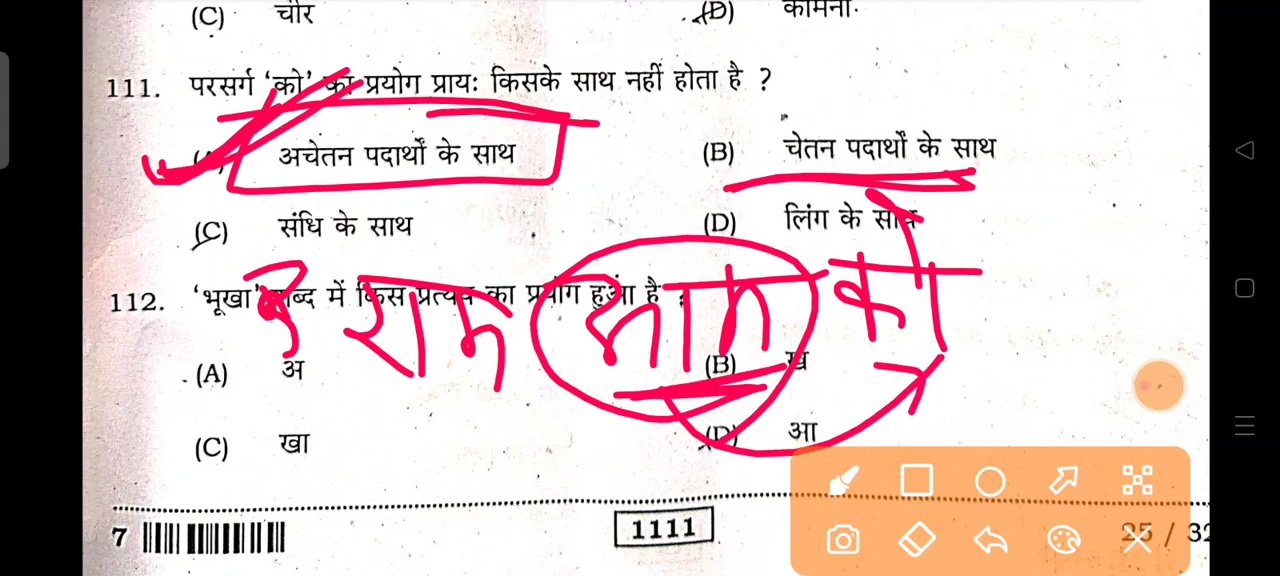 (C) चोर (D) कामना
111. परसर्ग 'को' का प्रयोग प्रायः किसके साथ नहीं होता है ?
अचेतन पदार्थों के साथ (B) चेतन पदार्थों के साथ
(C) संधि के साथ (D) लिंग के साथ
112. 'भूखा' शब्द में किस प्रत्यय का प्रयोग हुआ है ?
को
(A) अ (B) ख
(C) खा (D) आ
7 1111 25 / 32